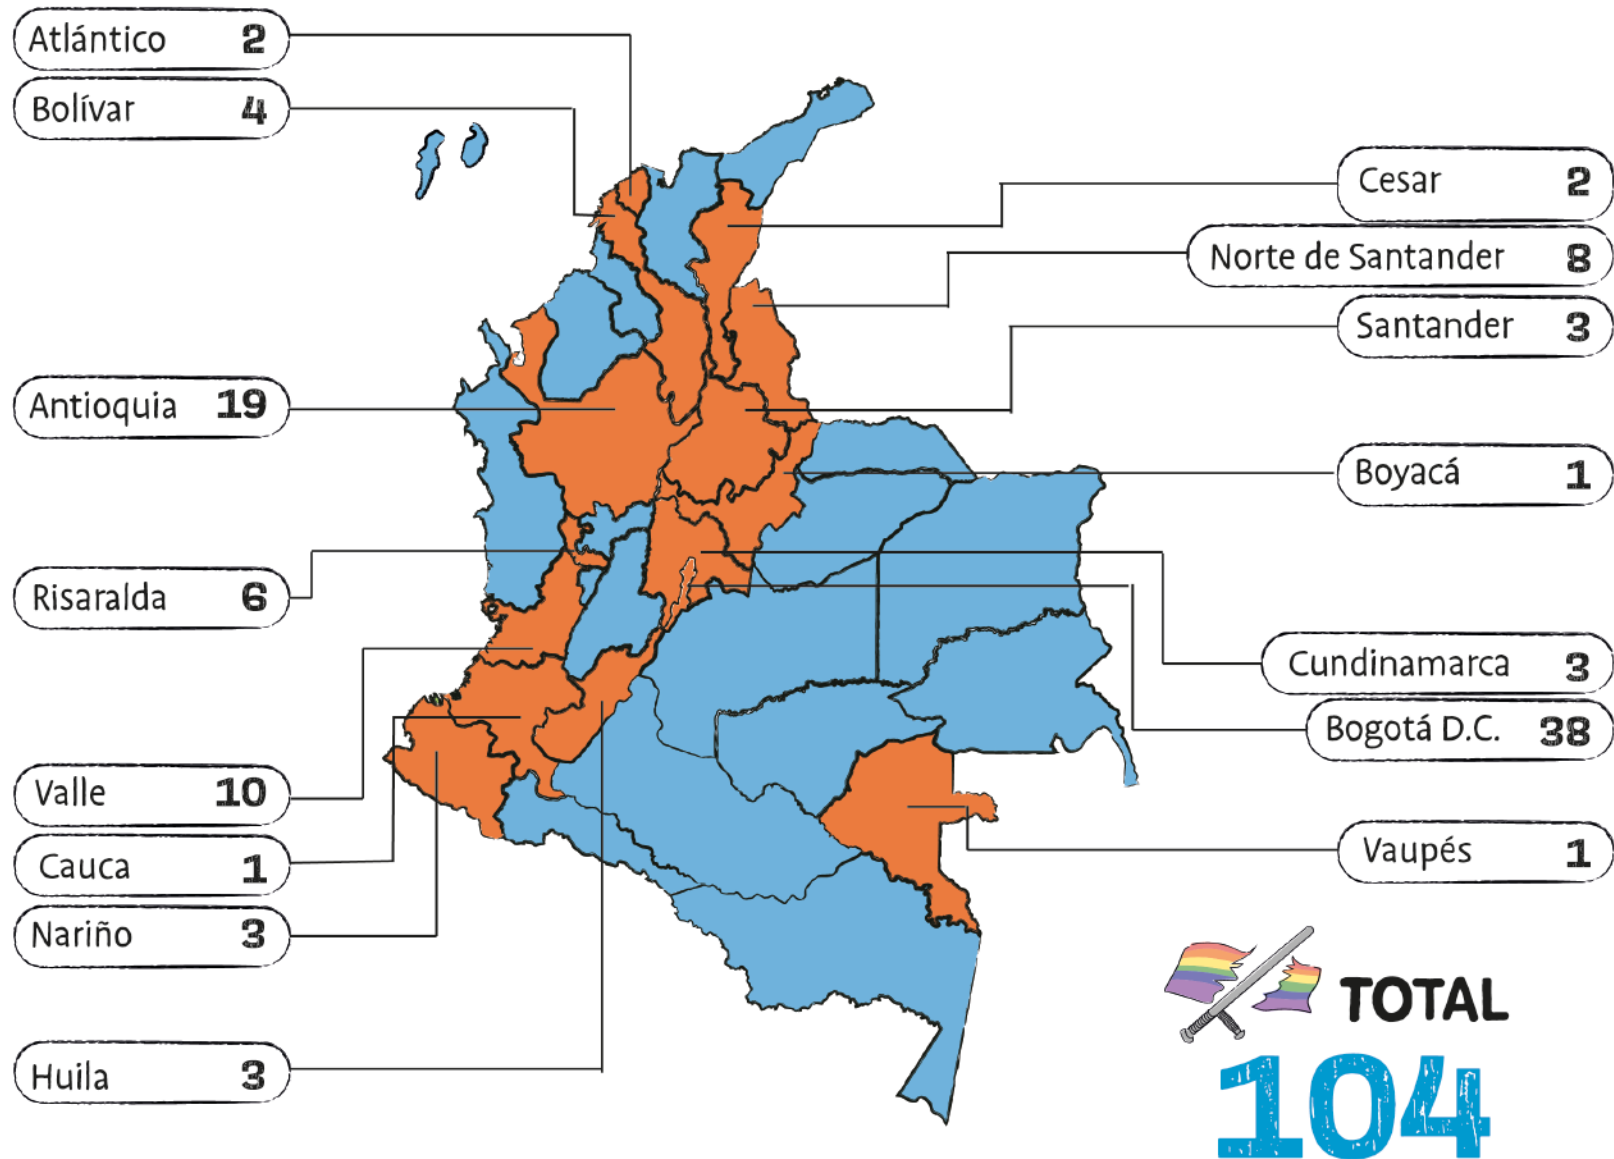 Atlántico 2
Bolívar 4
Antioquia 19
Risaralda 6
Valle 10
Cauca 1
Nariño 3
Huila 3
Cesar 2
Norte de Santander 8
Santander 3
Boyacá 1
Cundinamarca 3
Bogotá D.C. 38
Vaupés 1
TOTAL
104